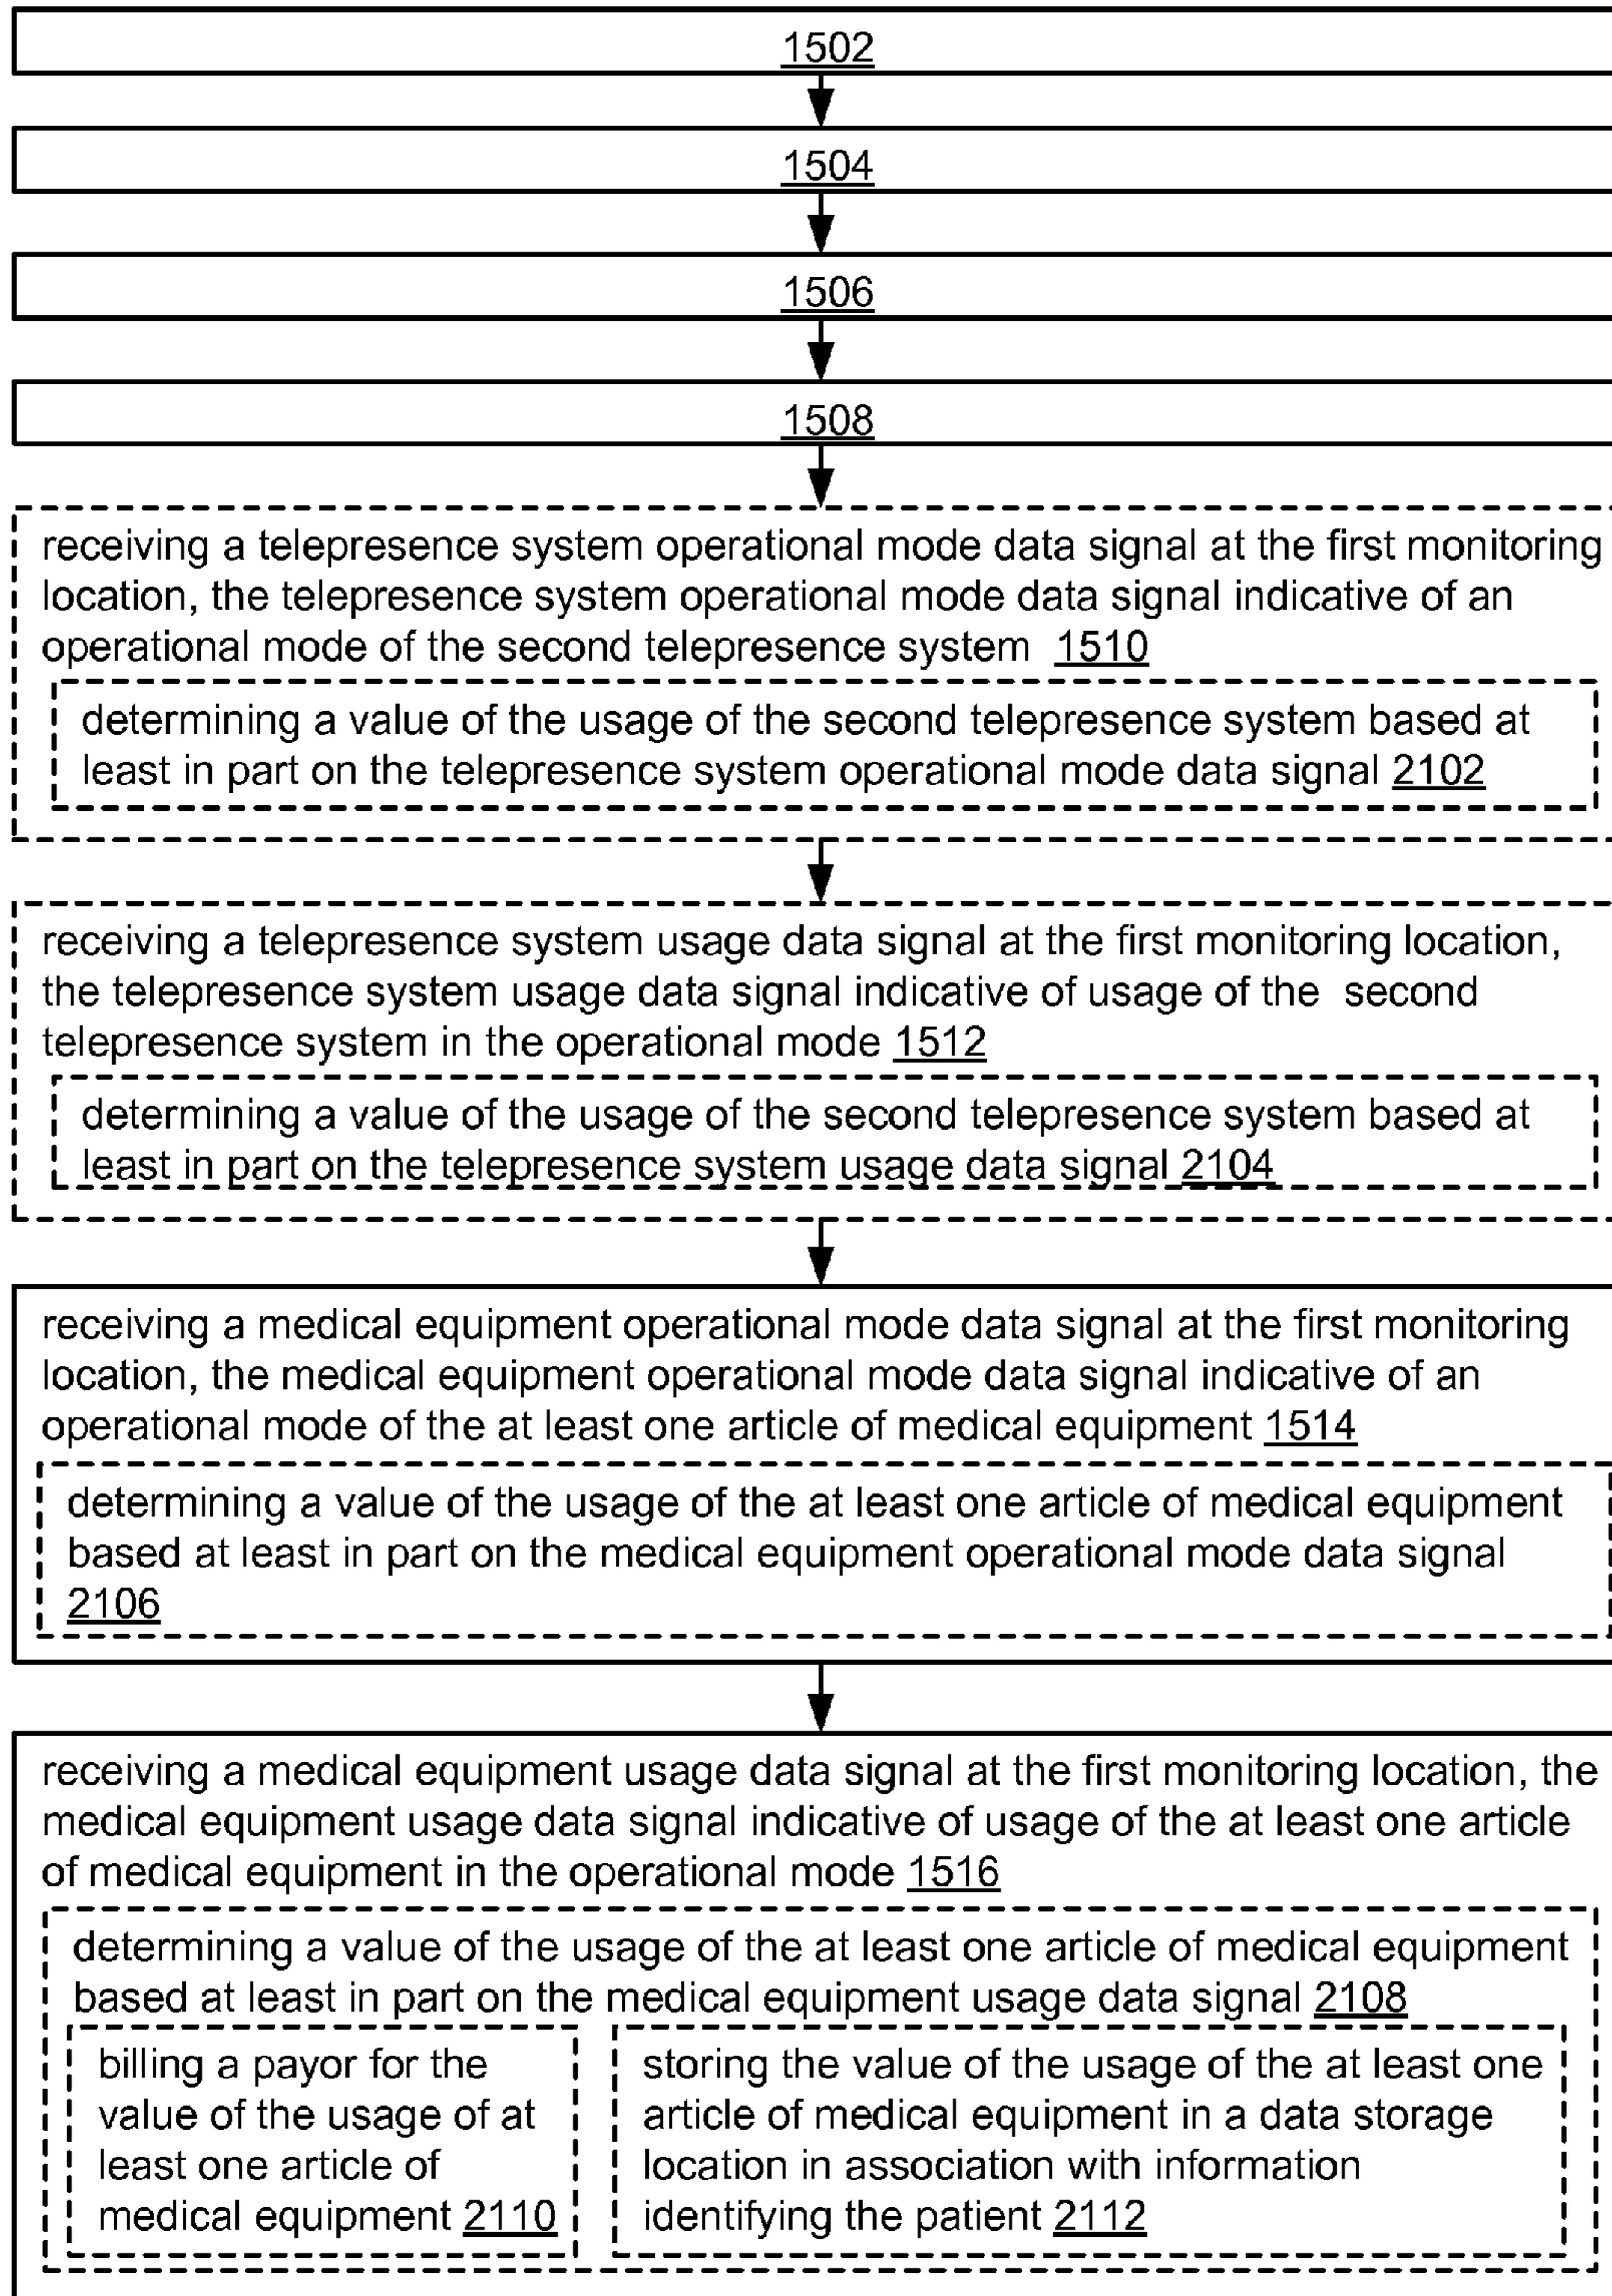 1502
1504
1506
1508
receiving a telepresence system operational mode data signal at the first monitoring
location, the telepresence system operational mode data signal indicative of an
operational mode of the second telepresence system 1510
determining a value of the usage of the second telepresence system based at
least in part on the telepresence system operational mode data signal 2102
receiving a telepresence system usage data signal at the first monitoring location,
the telepresence system usage data signal indicative of usage of the second
telepresence system in the operational mode 1512
determining a value of the usage of the second telepresence system based at
least in part on the telepresence system usage data signal 2104
receiving a medical equipment operational mode data signal at the first monitoring
location, the medical equipment operational mode data signal indicative of an
operational mode of the at least one article of medical equipment 1514
determining a value of the usage of the at least one article of medical equipment
based at least in part on the medical equipment operational mode data signal
2106
receiving a medical equipment usage data signal at the first monitoring location, the
medical equipment usage data signal indicative of usage of the at least one article
of medical equipment in the operational mode 1516
determining a value of the usage of the at least one article of medical equipment
based at least in part on the medical equipment usage data signal 2108
billing a payor for the
value of the usage of at
least one article of
medical equipment 2110
storing the value of the usage of the at least one
article of medical equipment in a data storage
location in association with information
identifying the patient 2112